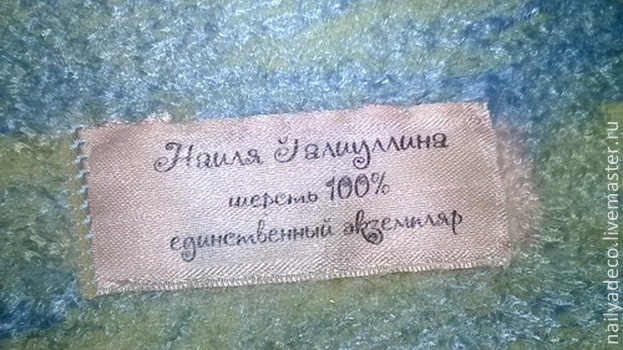 Наиля Галиуллина
шерсть 100%
единственный экземпляр
nailyadeco.livemaster.ru